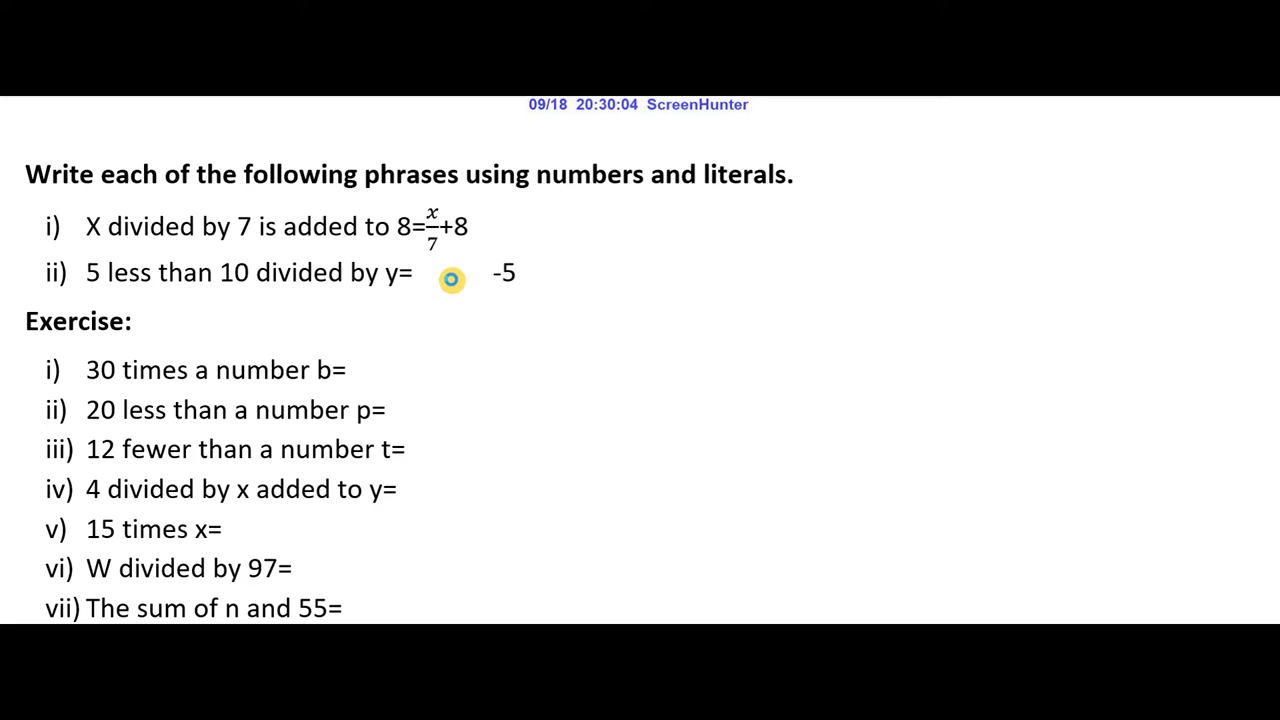 09/18 20:30:04 ScreenHunter
Write each of the following phrases using numbers and literals.
i) X divided by 7 is added to 8=x/7+8
ii) 5 less than 10 divided by y= -5
Exercise:
i) 30 times a number b=
ii) 20 less than a number p=
iii) 12 fewer than a number t=
iv) 4 divided by x added to y=
v) 15 times x=
vi) W divided by 97=
vii) The sum of n and 55=